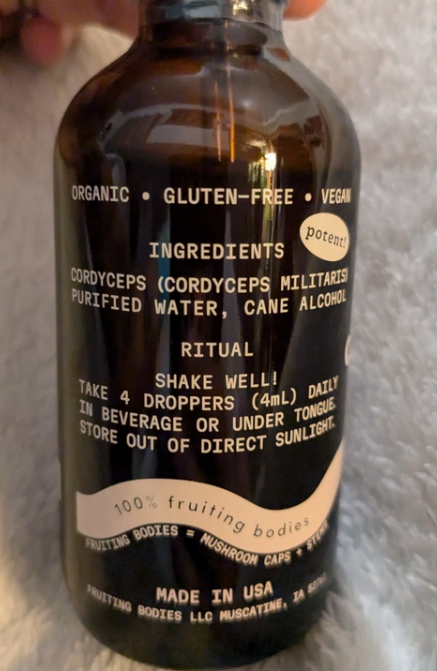 ORGANIC • GLUTEN-FREE • VEGAN
potent!
INGREDIENTS
CORDYCEPS (CORDYCEPS MILITARIS)
PURIFIED WATER, CANE ALCOHOL
RITUAL
SHAKE WELL!
TAKE 4 DROPPERS (4mL) DAILY
IN BEVERAGE OR UNDER TONGUE.
STORE OUT OF DIRECT SUNLIGHT.
100% fruiting bodies
FRUITING BODIES = MUSHROOM CAPS +
MADE IN USA
FRUITING BODIES LLC MUSCATINE, IA